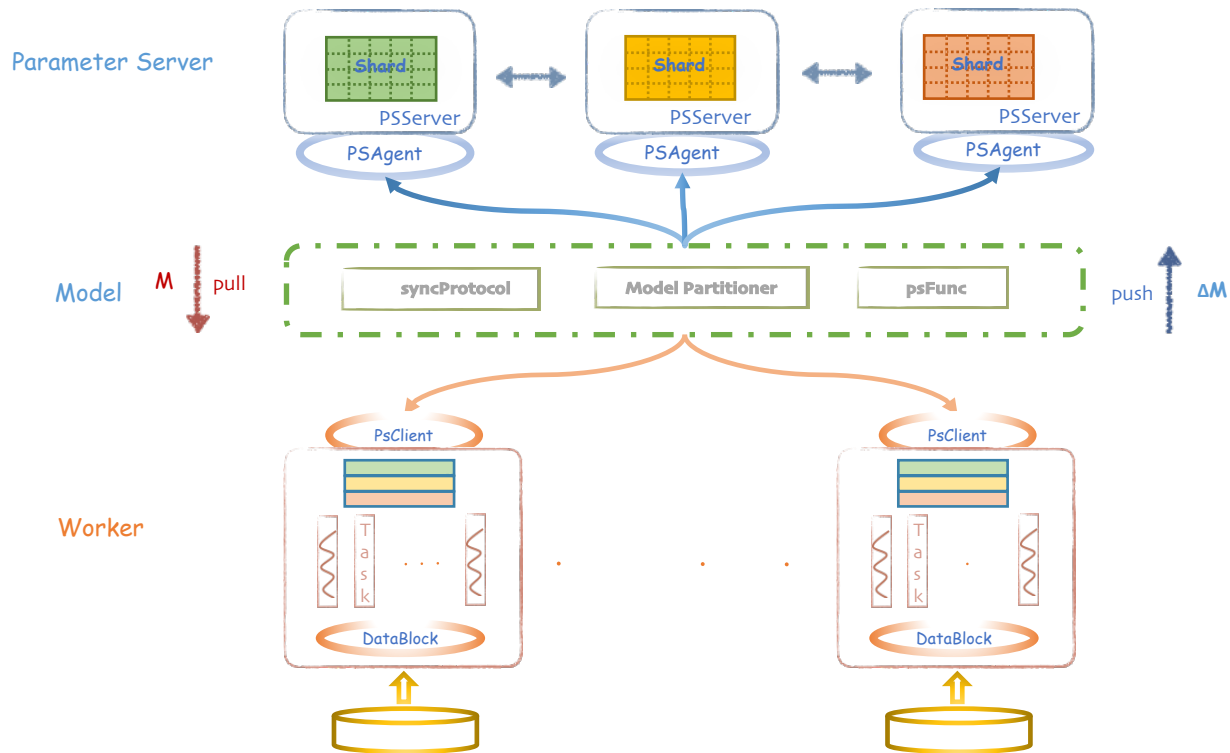 Parameter Server
Shard
Shard
Shard
PSServer
PSServer
PSServer
PSAgent
PSAgent
PSAgent
Model
M
pull
syncProtocol
Model Partitioner
psFunc
push
ΔM
PsClient
PsClient
Worker
Task
. . .
. . .
Task
.
DataBlock
DataBlock